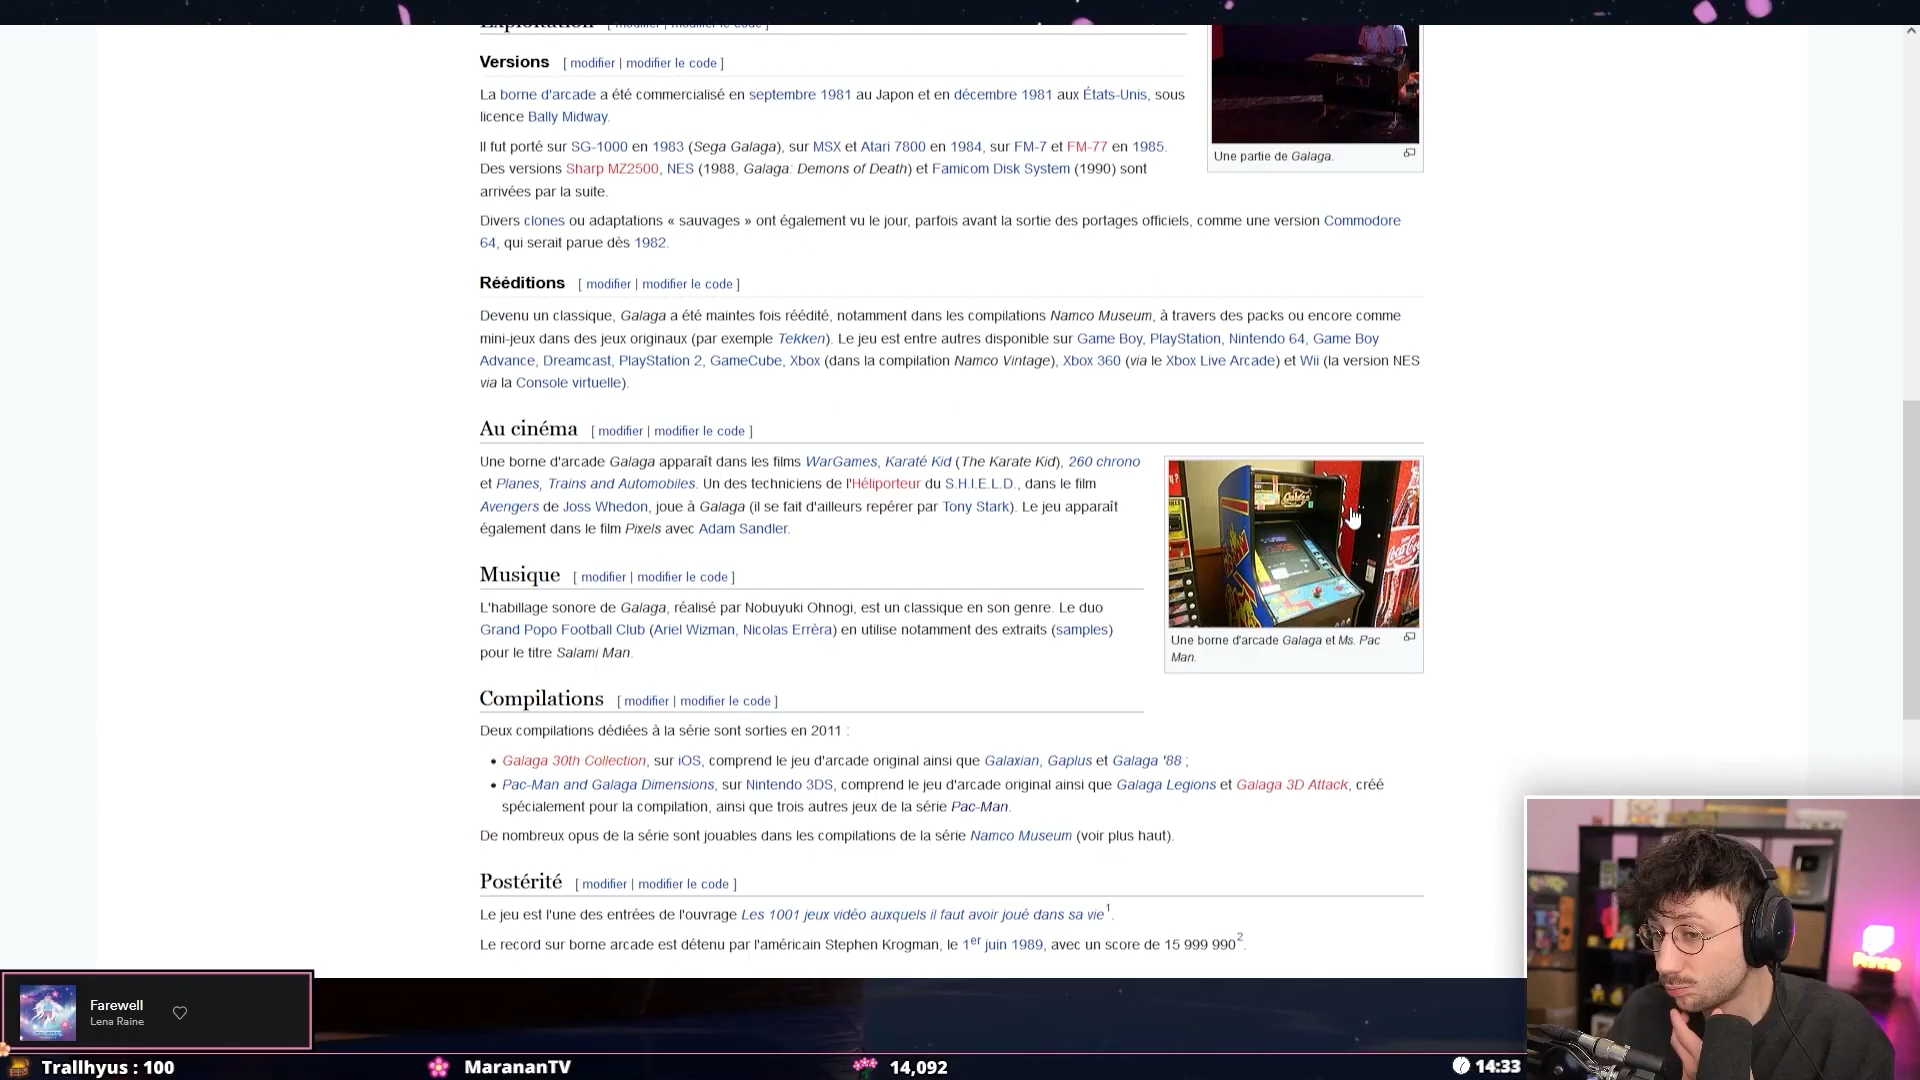 Exploitation [ modifier | modifier le code ]
Versions [ modifier | modifier le code ]
La borne d'arcade a été commercialisé en septembre 1981 au Japon et en décembre 1981 aux États-Unis, sous
licence Bally Midway.
Il fut porté sur SG-1000 en 1983 (Sega Galaga), sur MSX et Atari 7800 en 1984, sur FM-7 et FM-77 en 1985.
Des versions Sharp MZ2500, NES (1988, Galaga: Demons of Death) et Famicom Disk System (1990) sont
arrivées par la suite.
Une partie de Galaga.
Divers clones ou adaptations « sauvages » ont également vu le jour, parfois avant la sortie des portages officiels, comme une version Commodore
64, qui serait parue dès 1982.
Rééditions [ modifier | modifier le code ]
Devenu un classique, Galaga a été maintes fois réédité, notamment dans les compilations Namco Museum, à travers des packs ou encore comme
mini-jeux dans des jeux originaux (par exemple Tekken). Le jeu est entre autres disponible sur Game Boy, PlayStation, Nintendo 64, Game Boy
Advance, Dreamcast, PlayStation 2, GameCube, Xbox (dans la compilation Namco Vintage), Xbox 360 (via le Xbox Live Arcade) et Wii (la version NES
via la Console virtuelle).
Au cinéma [ modifier | modifier le code ]
Une borne d'arcade Galaga apparaît dans les films WarGames, Karaté Kid (The Karate Kid), 260 chrono
et Planes, Trains and Automobiles. Un des techniciens de l'Héliporteur du S.H.I.E.L.D., dans le film
Avengers de Joss Whedon, joue à Galaga (il se fait d'ailleurs repérer par Tony Stark). Le jeu apparaît
également dans le film Pixels avec Adam Sandler.
Coca-Cola
Une borne d'arcade Galaga et Ms. Pac
Man.
Musique [ modifier | modifier le code ]
L'habillage sonore de Galaga, réalisé par Nobuyuki Ohnogi, est un classique en son genre. Le duo
Grand Popo Football Club (Ariel Wizman, Nicolas Errèra) en utilise notamment des extraits (samples)
pour le titre Salami Man.
Compilations [ modifier | modifier le code ]
Deux compilations dédiées à la série sont sorties en 2011 :
• Galaga 30th Collection, sur iOS, comprend le jeu d'arcade original ainsi que Galaxian, Gaplus et Galaga '88 ;
• Pac-Man and Galaga Dimensions, sur Nintendo 3DS, comprend le jeu d'arcade original ainsi que Galaga Legions et Galaga 3D Attack, créé
spécialement pour la compilation, ainsi que trois autres jeux de la série Pac-Man.
De nombreux opus de la série sont jouables dans les compilations de la série Namco Museum (voir plus haut).
Postérité [ modifier | modifier le code ]
Le jeu est l'une des entrées de l'ouvrage Les 1001 jeux vidéo auxquels il faut avoir joué dans sa vie1.
Le record sur borne arcade est détenu par l'américain Stephen Krogman, le 1er juin 1989, avec un score de 15 999 9902.
Farewell
Lena Raine
Trallhyus : 100
MarananTV
14,092
14:33